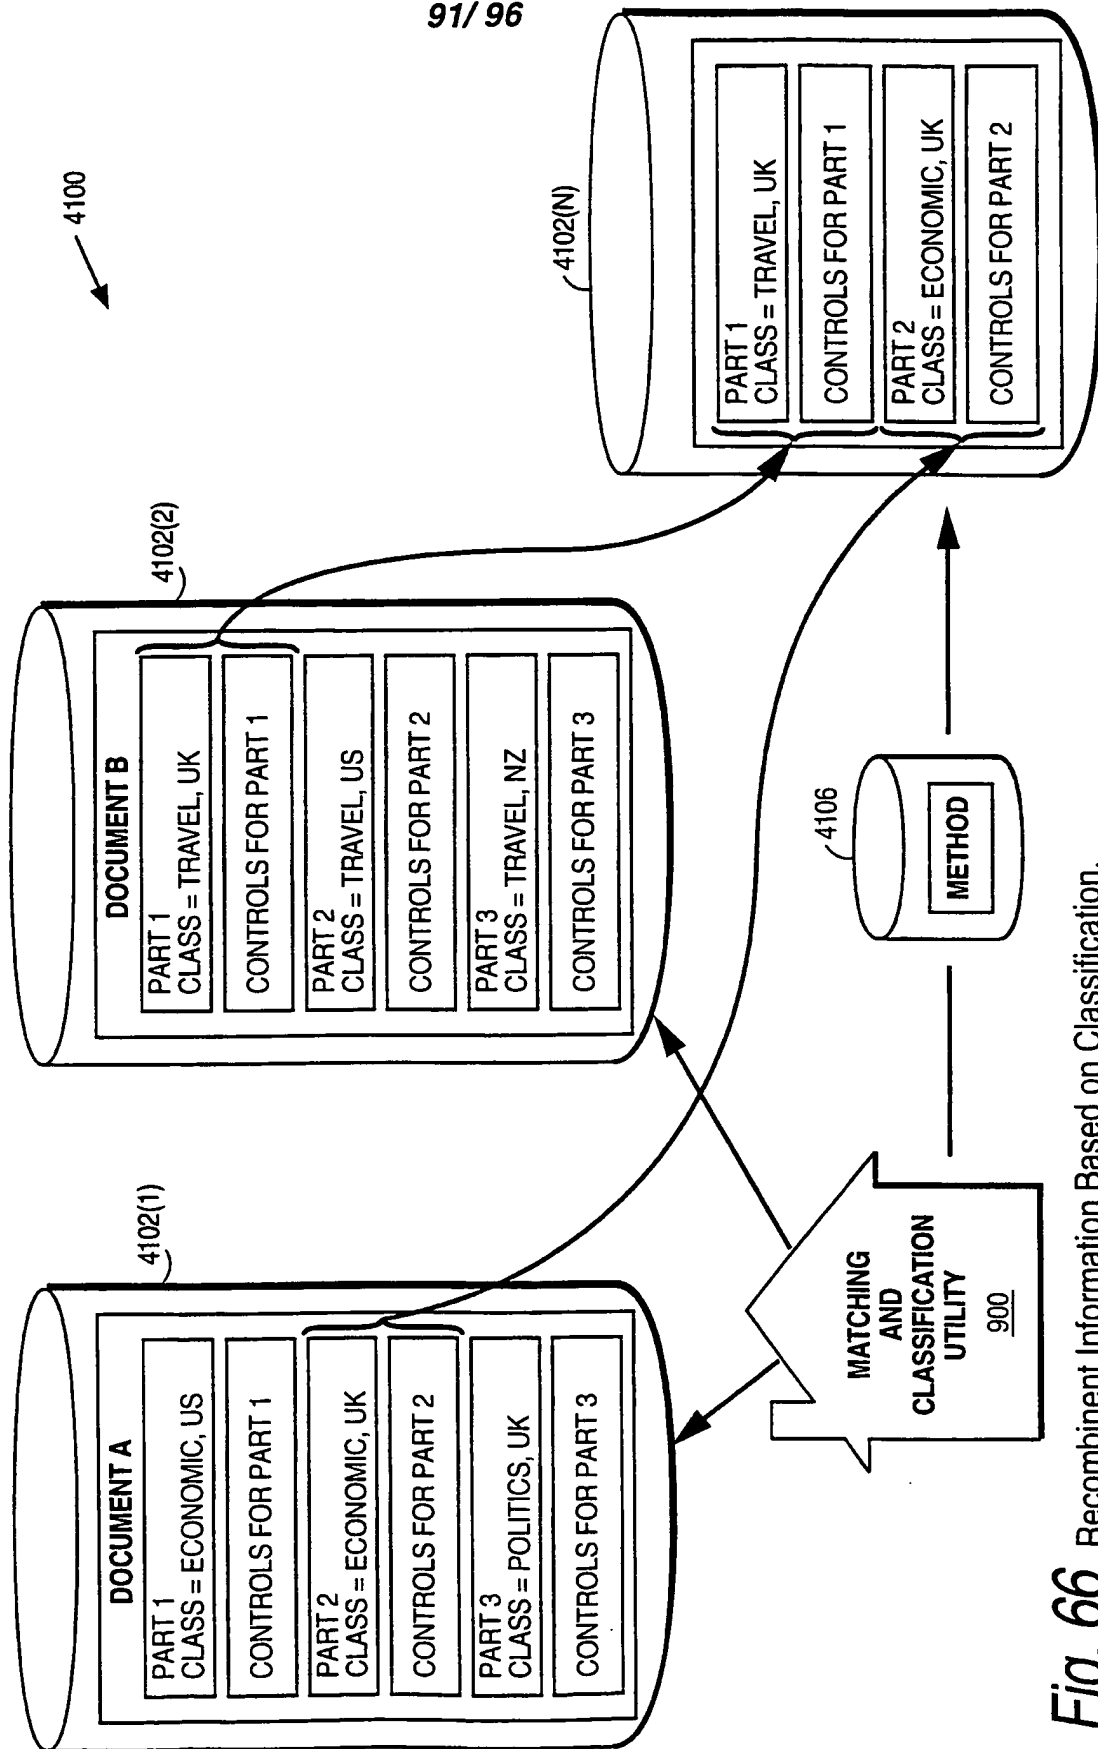 91/ 96
4100
4102(1)
DOCUMENT A
PART 1
CLASS = ECONOMIC, US
CONTROLS FOR PART 1
PART 2
CLASS = ECONOMIC, UK
CONTROLS FOR PART 2
PART 3
CLASS = POLITICS, UK
CONTROLS FOR PART 3
4102(2)
DOCUMENT B
PART 1
CLASS = TRAVEL, UK
CONTROLS FOR PART 1
PART 2
CLASS = TRAVEL, US
CONTROLS FOR PART 2
PART 3
CLASS = TRAVEL, NZ
CONTROLS FOR PART 3
4102(N)
PART 1
CLASS = TRAVEL, UK
CONTROLS FOR PART 1
PART 2
CLASS = ECONOMIC, UK
CONTROLS FOR PART 2
MATCHING
AND
CLASSIFICATION
UTILITY
900
4106
METHOD
Fig. 66 Recombinent Information Based on Classification.